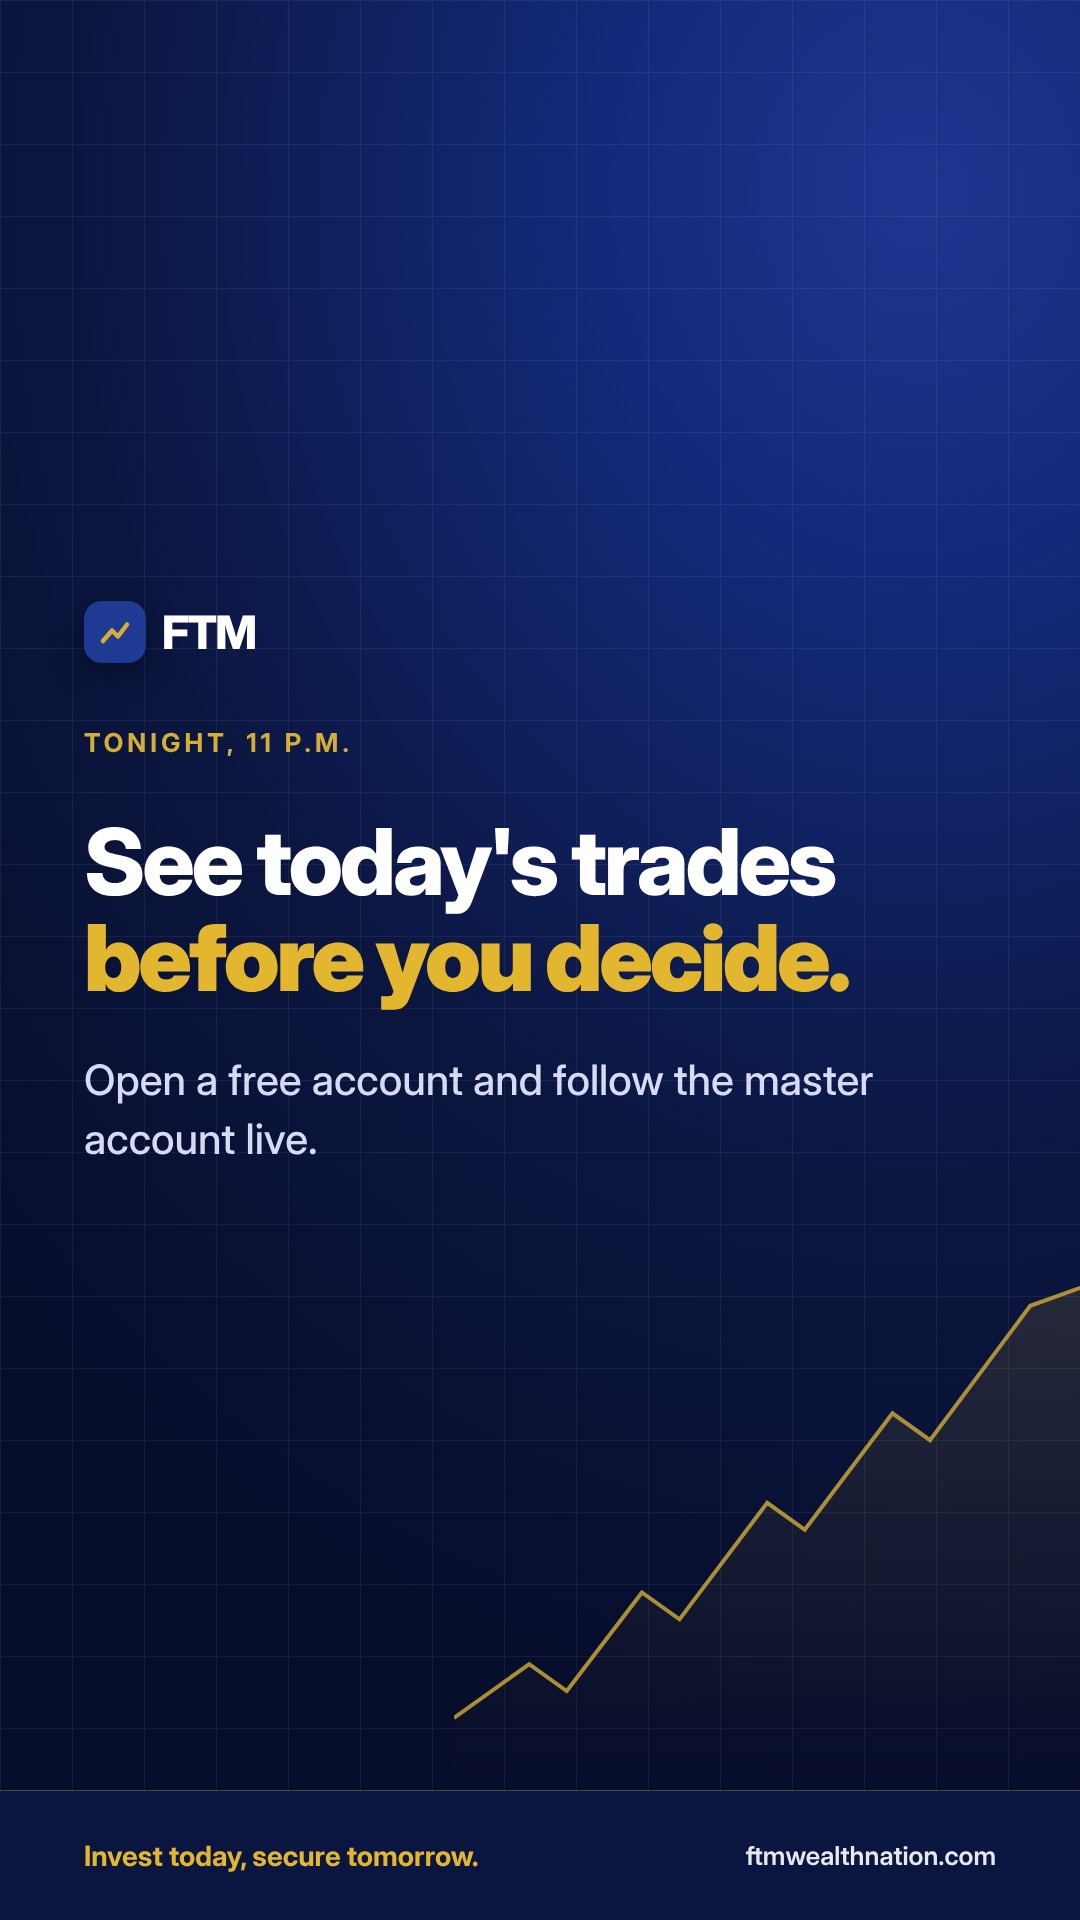 FTM
TONIGHT, 11 P.M.
See today's trades
before you decide.
Open a free account and follow the master
account live.
Invest today, secure tomorrow.
ftmwealthnation.com